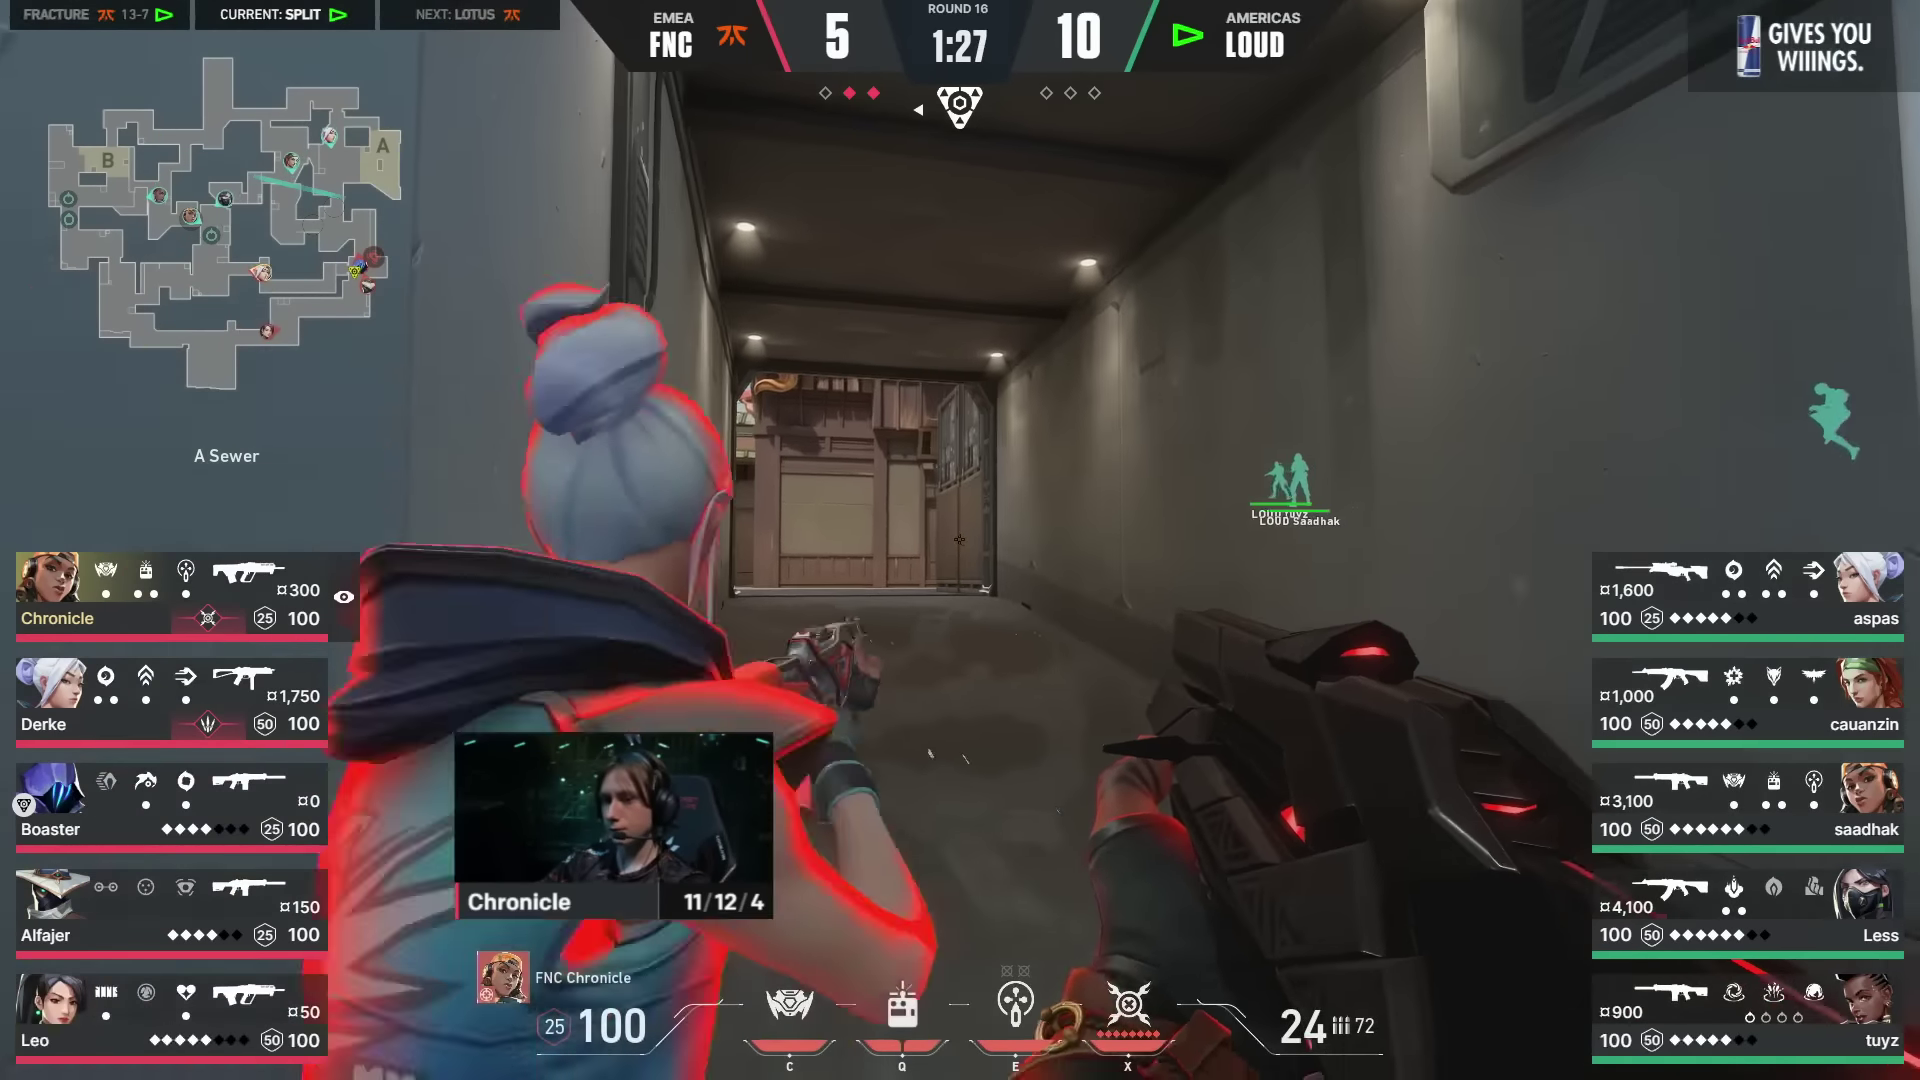 FRACTURE 13-7
CURRENT: SPLIT
NEXT: LOTUS
EMEA
FNC
5
ROUND 16
1:27
10
AMERICAS
LOUD
GIVES YOU
WIIINGS.
B
A
A Sewer
LOUD tuyz
LOUD Saadhak
300
Chronicle
25
100
1,750
Derke
50
100
0
Boaster
25
100
150
Alfajer
25
100
50
Leo
50
100
1,600
100
25
aspas
1,000
100
50
cauanzin
3,100
100
50
saadhak
4,100
100
50
Less
900
100
50
tuyz
Chronicle
11/12/4
FNC Chronicle
25
100
C
Q
E
X
24
72